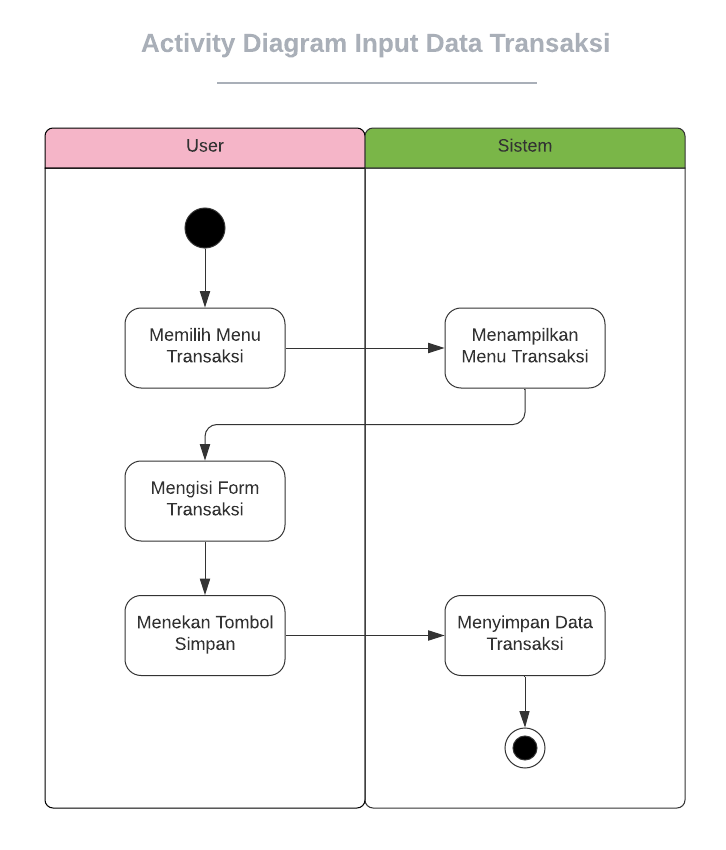 Activity Diagram Input Data Transaksi
User
Sistem
Memilih Menu
Transaksi
Menampilkan
Menu Transaksi
Mengisi Form
Transaksi
Menekan Tombol
Simpan
Menyimpan Data
Transaksi